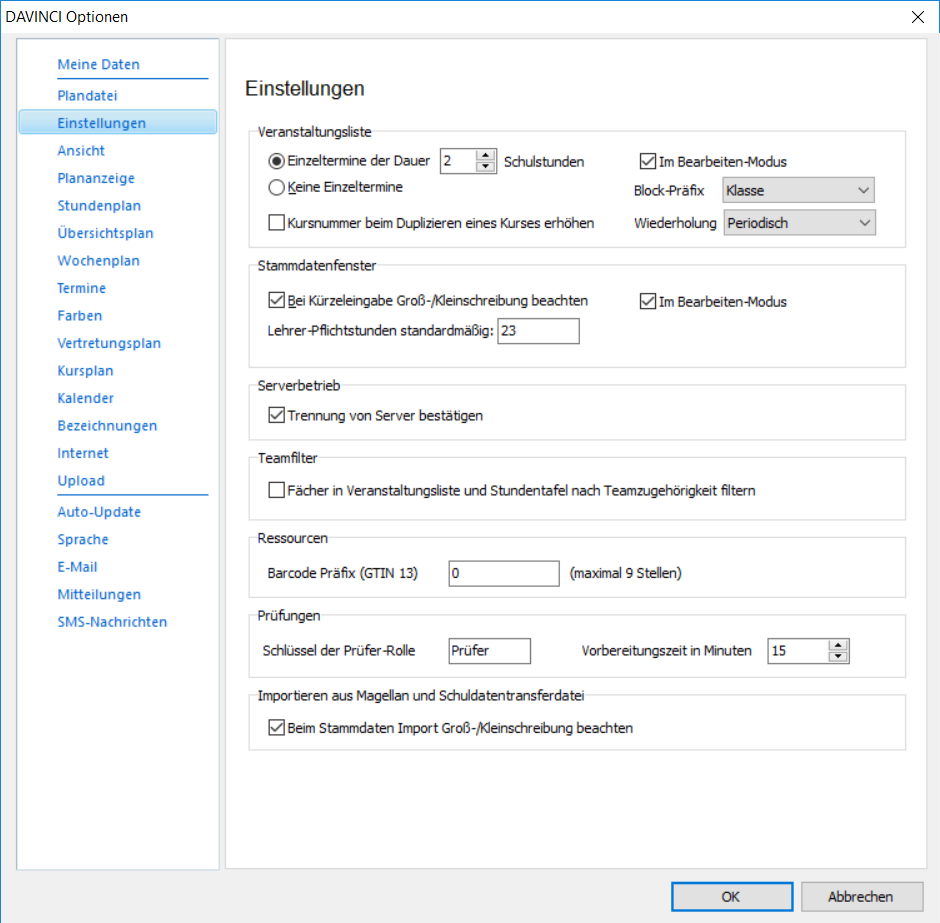 DAVINCI Optionen
Meine Daten
Plandatei
Einstellungen
Ansicht
Plananzeige
Stundenplan
Übersichtsplan
Wochenplan
Termine
Farben
Vertretungsplan
Kursplan
Kalender
Bezeichnungen
Internet
Upload
Auto-Update
Sprache
E-Mail
Mitteilungen
SMS-Nachrichten
Einstellungen
Veranstaltungsliste
Einzeltermine der Dauer 2 Schulstunden Im Bearbeiten-Modus
Keine Einzeltermine Block-Präfix Klasse
Kursnummer beim Duplizieren eines Kurses erhöhen Wiederholung Periodisch
Stammdatenfenster
Bei Kürzeleingabe Groß-/Kleinschreibung beachten Im Bearbeiten-Modus
Lehrer-Pflichtstunden standardmäßig: 23
Serverbetrieb
Trennung von Server bestätigen
Teamfilter
Fächer in Veranstaltungsliste und Stundentafel nach Teamzugehörigkeit filtern
Ressourcen
Barcode Präfix (GTIN 13) 0 (maximal 9 Stellen)
Prüfungen
Schlüssel der Prüfer-Rolle Prüfer Vorbereitungszeit in Minuten 15
Importieren aus Magellan und Schuldatentransferdatei
Beim Stammdaten Import Groß-/Kleinschreibung beachten
OK Abbrechen